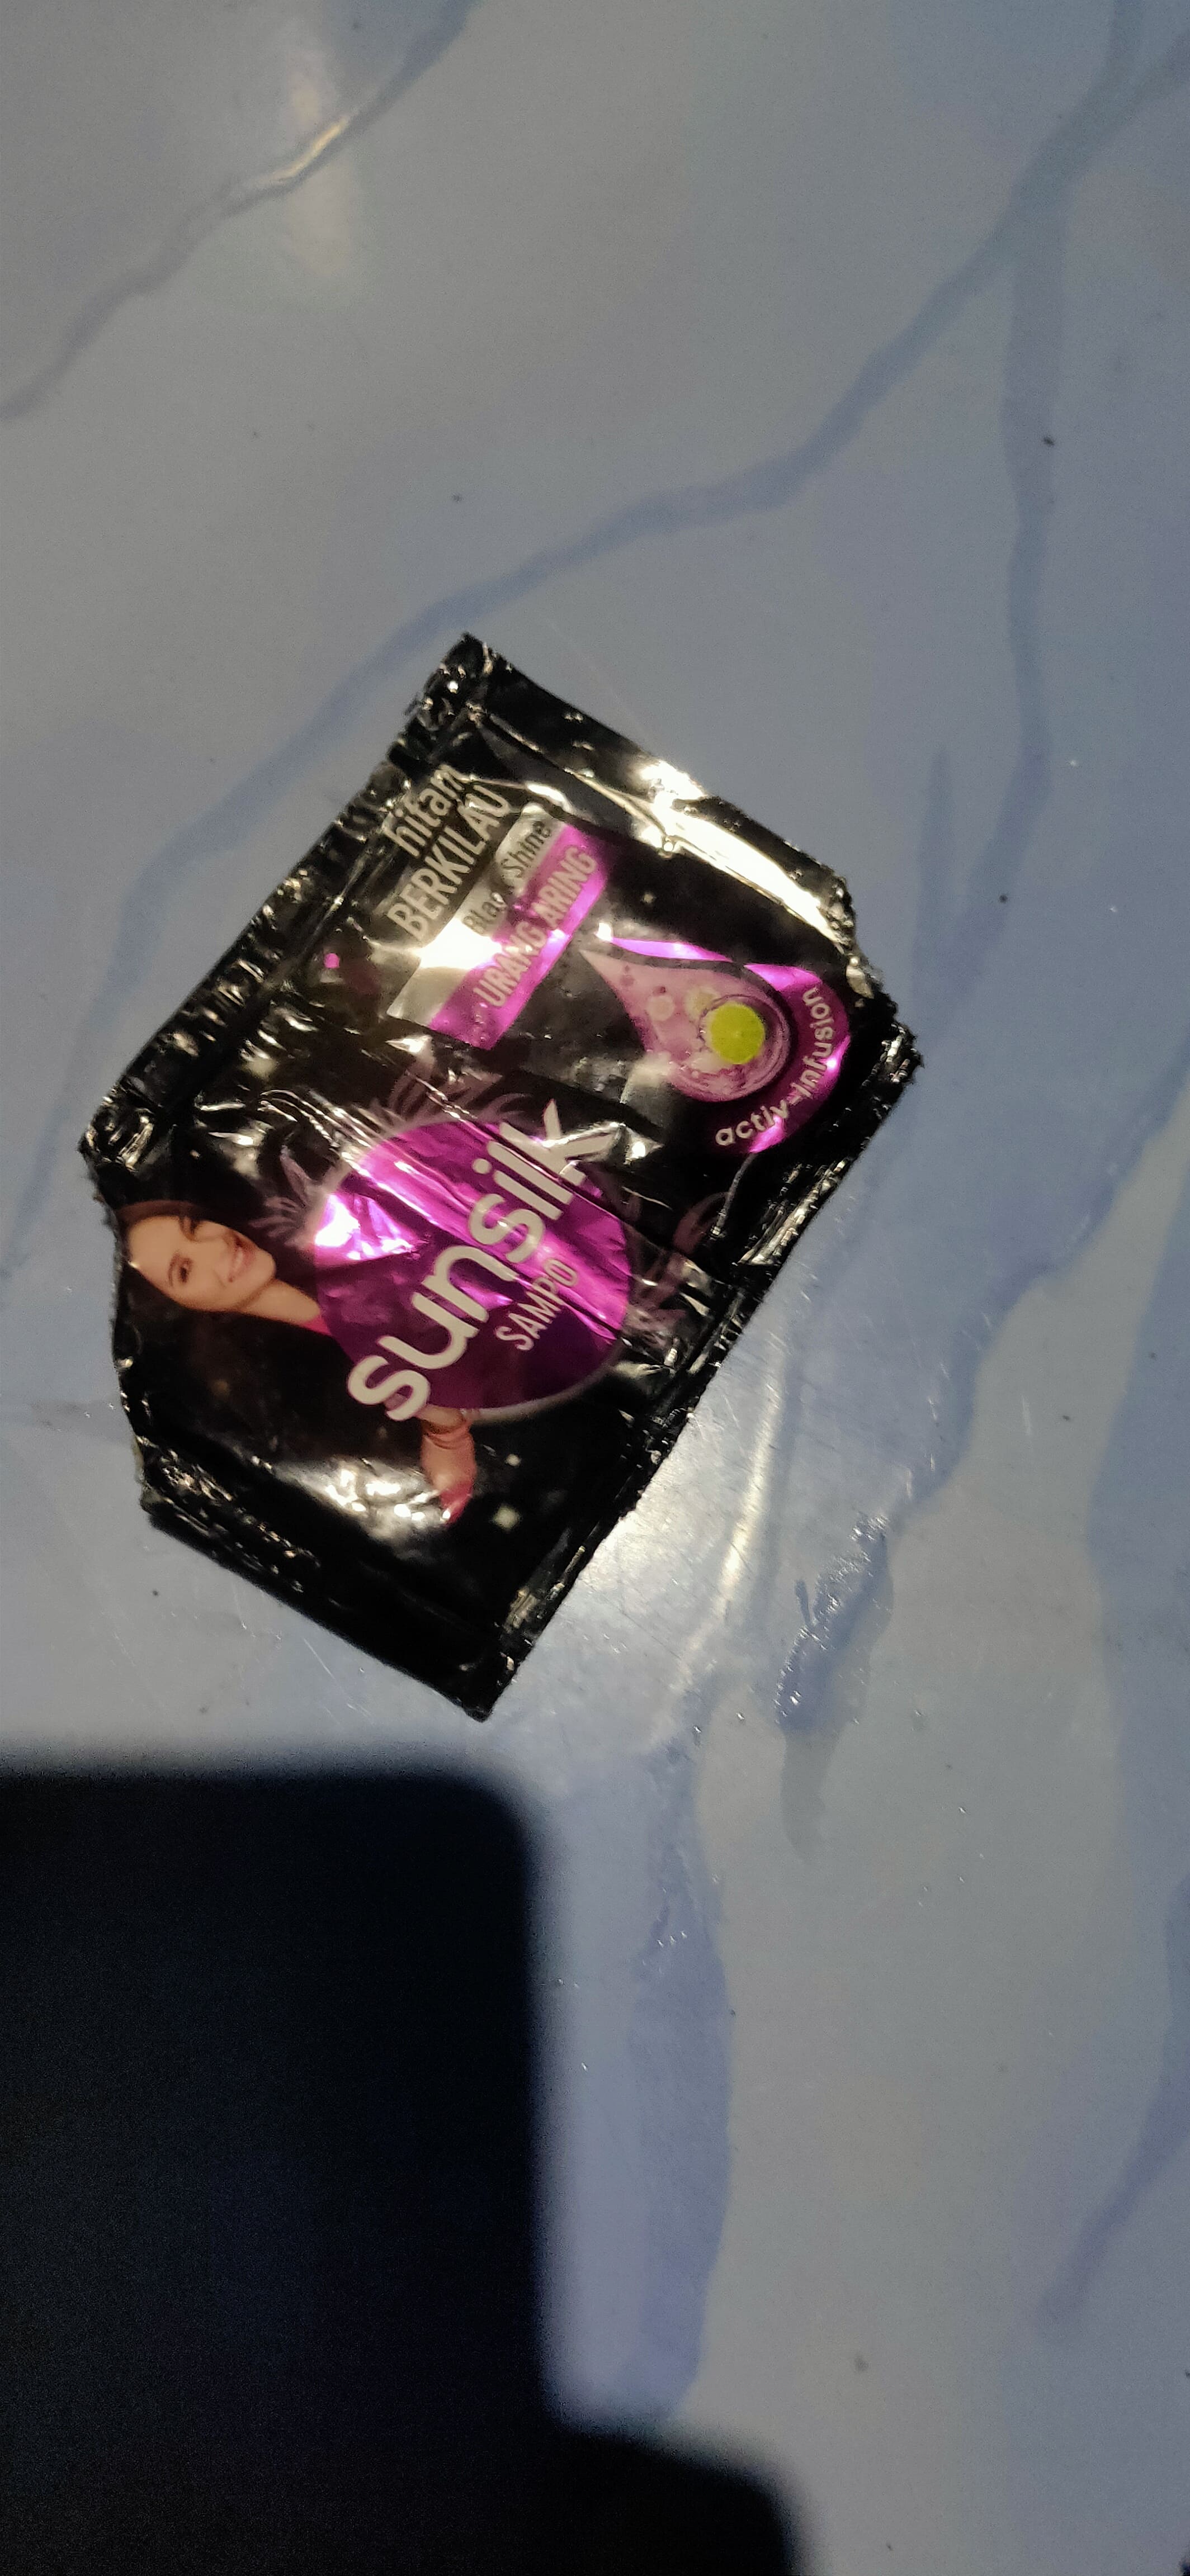 sunsilk
SAMPO
hitam
BERKILAU
Black Shine
URANG ARING
activ-infusion